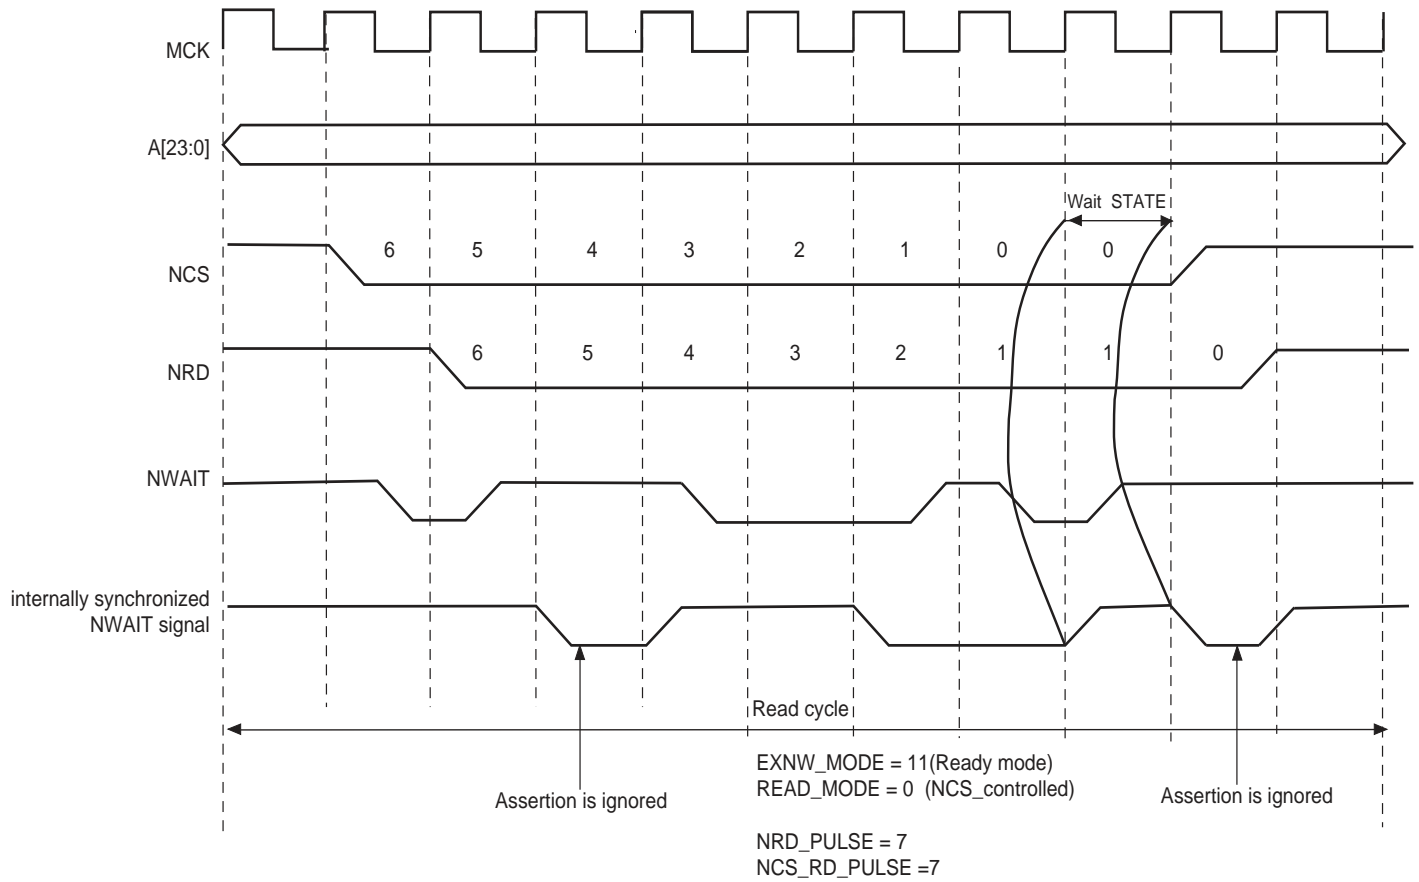 MCK
A[23:0]
Wait STATE
NCS
6 5 4 3 2 1 0 0
NRD
6 5 4 3 2 1 1 0
NWAIT
internally synchronized
NWAIT signal
Read cycle
EXNW_MODE = 11(Ready mode)
READ_MODE = 0 (NCS_controlled)
Assertion is ignored
Assertion is ignored
NRD_PULSE = 7
NCS_RD_PULSE =7